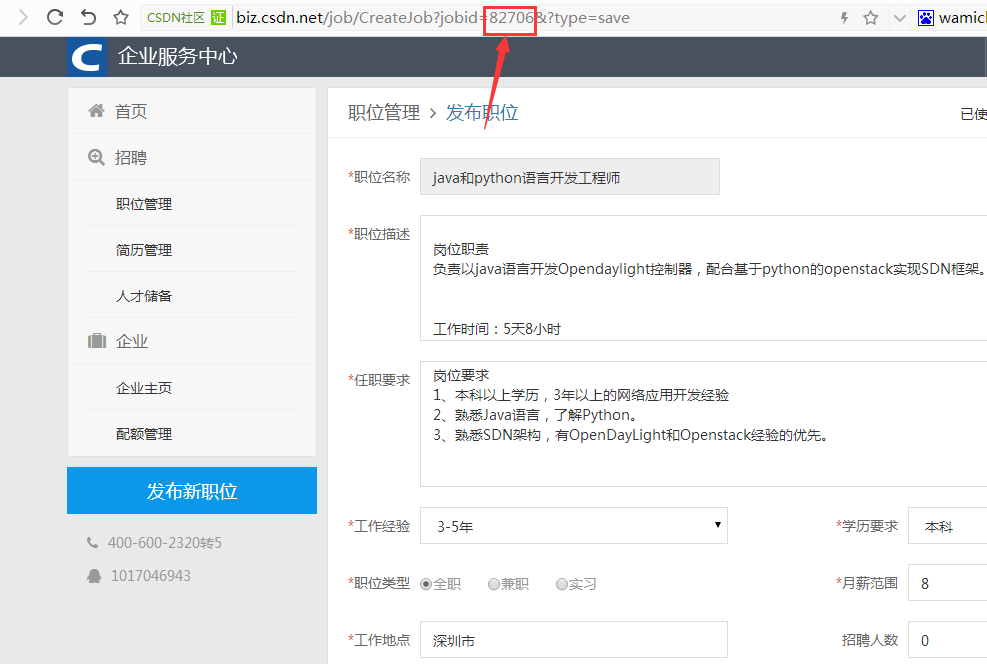 CSDN社区 证 biz.csdn.net/job/CreateJob?jobid=82706&?type=save
C 企业服务中心
首页
招聘
职位管理
简历管理
人才储备
企业
企业主页
配额管理
发布新职位
400-600-2320转5
1017046943
职位管理 > 发布职位 已使
*职位名称 java和python语言开发工程师
*职位描述
岗位职责
负责以java语言开发Opendaylight控制器，配合基于python的openstack实现SDN框架。
工作时间：5天8小时
*任职要求
岗位要求
1、本科以上学历，3年以上的网络应用开发经验
2、熟悉Java语言，了解Python。
3、熟悉SDN架构，有OpenDayLight和Openstack经验的优先。
*工作经验 3-5年 *学历要求 本科
*职位类型 全职 兼职 实习 *月薪范围 8
*工作地点 深圳市 招聘人数 0